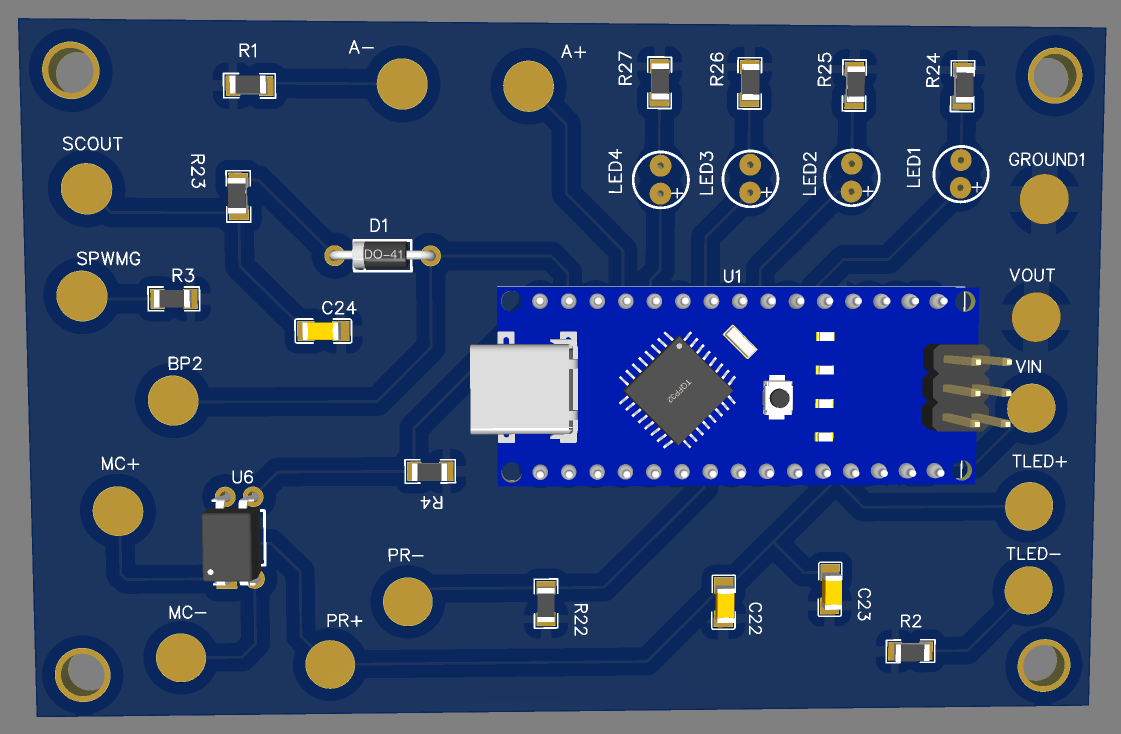 R1
A-
A+
R27
R26
R25
R24
SCOUT
R23
LED4
LED3
LED2
LED1
GROUND1
D1
DO-41
SPWMG
R3
C24
U1
VOUT
BP2
TQFP32
VIN
MC+
U6
R4
TLED+
PR-
TLED-
MC-
PR+
R22
C22
C23
R2